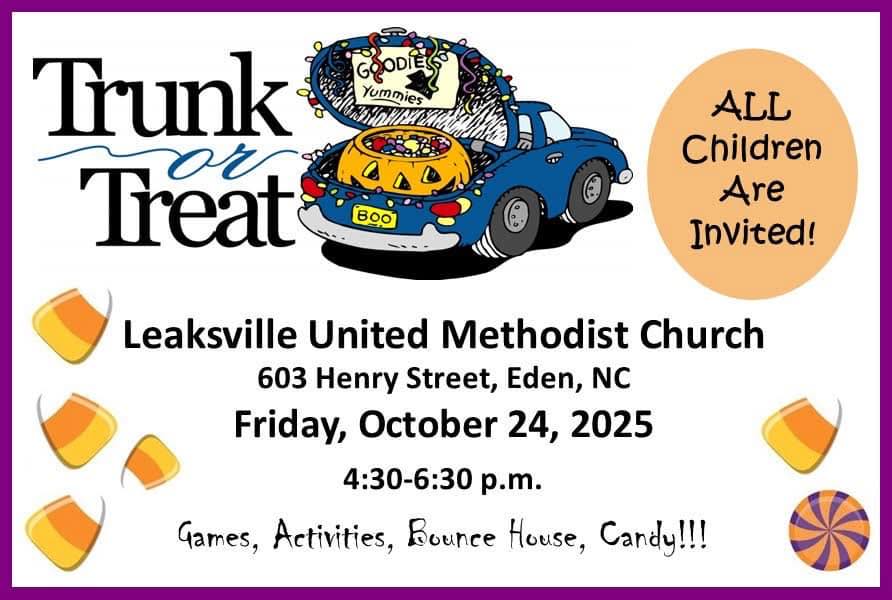 Trunk
or
Treat
GOODIES
Yummies
BOO
ALL
Children
Are
Invited!
Leaksville United Methodist Church
603 Henry Street, Eden, NC
Friday, October 24, 2025
4:30-6:30 p.m.
Games, Activities, Bounce House, Candy!!!